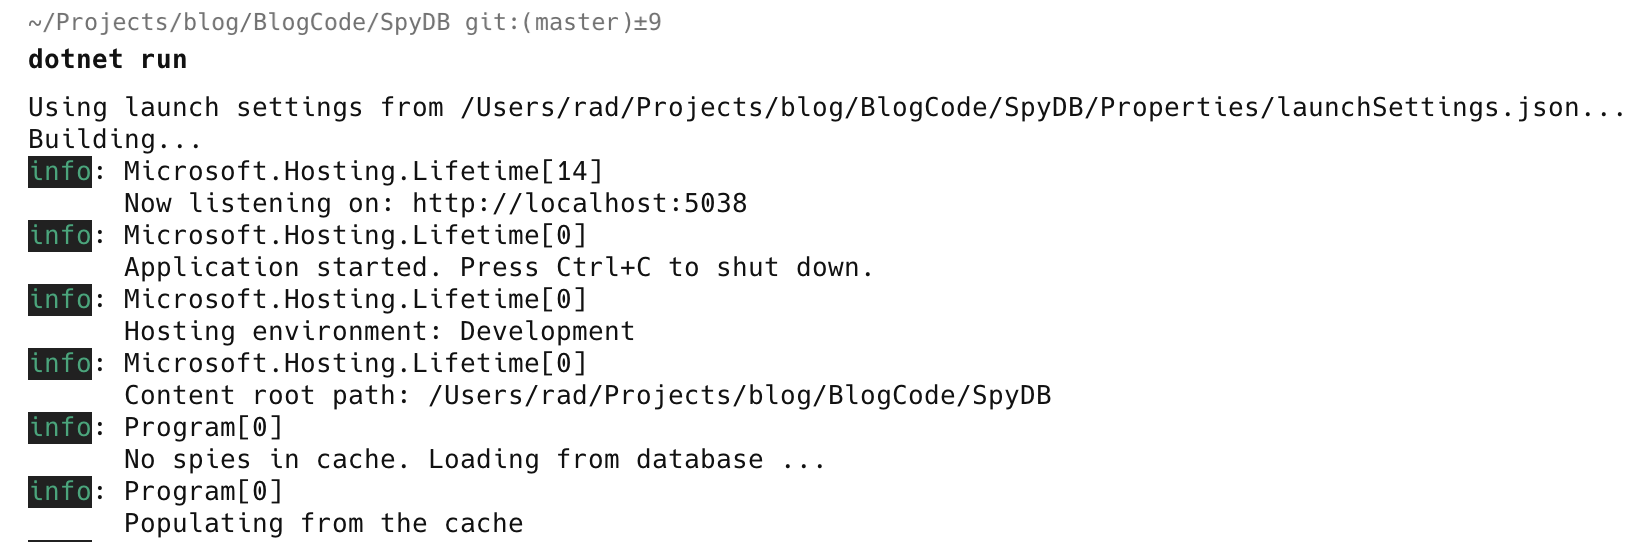 ~/Projects/blog/BlogCode/SpyDB git:(master)±9
dotnet run
Using launch settings from /Users/rad/Projects/blog/BlogCode/SpyDB/Properties/launchSettings.json...
Building...
info: Microsoft.Hosting.Lifetime[14]
      Now listening on: http://localhost:5038
info: Microsoft.Hosting.Lifetime[0]
      Application started. Press Ctrl+C to shut down.
info: Microsoft.Hosting.Lifetime[0]
      Hosting environment: Development
info: Microsoft.Hosting.Lifetime[0]
      Content root path: /Users/rad/Projects/blog/BlogCode/SpyDB
info: Program[0]
      No spies in cache. Loading from database ...
info: Program[0]
      Populating from the cache